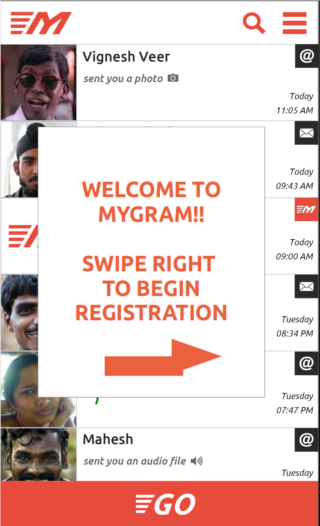 M
Vignesh Veer
@
sent you a photo
Today
11:05 AM
Today
09:43 AM
WELCOME TO
MYGRAM!!
SWIPE RIGHT
TO BEGIN
REGISTRATION
M
Today
09:00 AM
Tuesday
08:34 PM
@
Tuesday
07:47 PM
Mahesh
@
sent you an audio file
Tuesday
GO